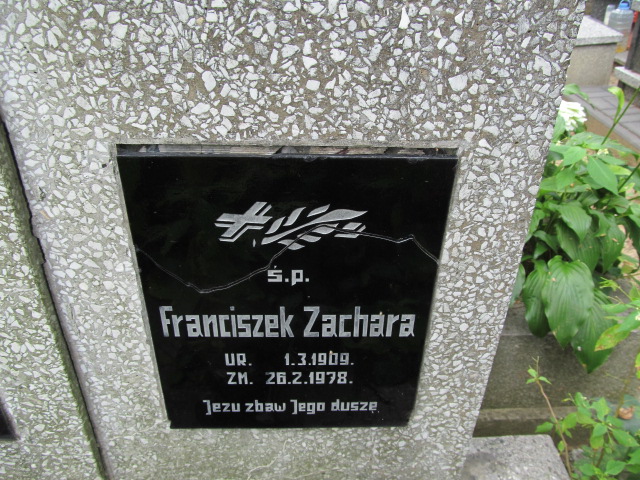 ś.p.
Franciszek Zachara
UR. 1.3.1909.
ZM. 26.2.1978.
Jezu zbaw Jego duszę